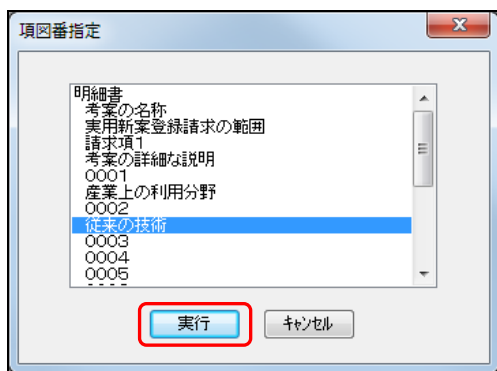 項図番指定
明細書
考案の名称
実用新案登録請求の範囲
請求項1
考案の詳細な説明
0001
産業上の利用分野
0002
従来の技術
0003
0004
0005
実行
キャンセル